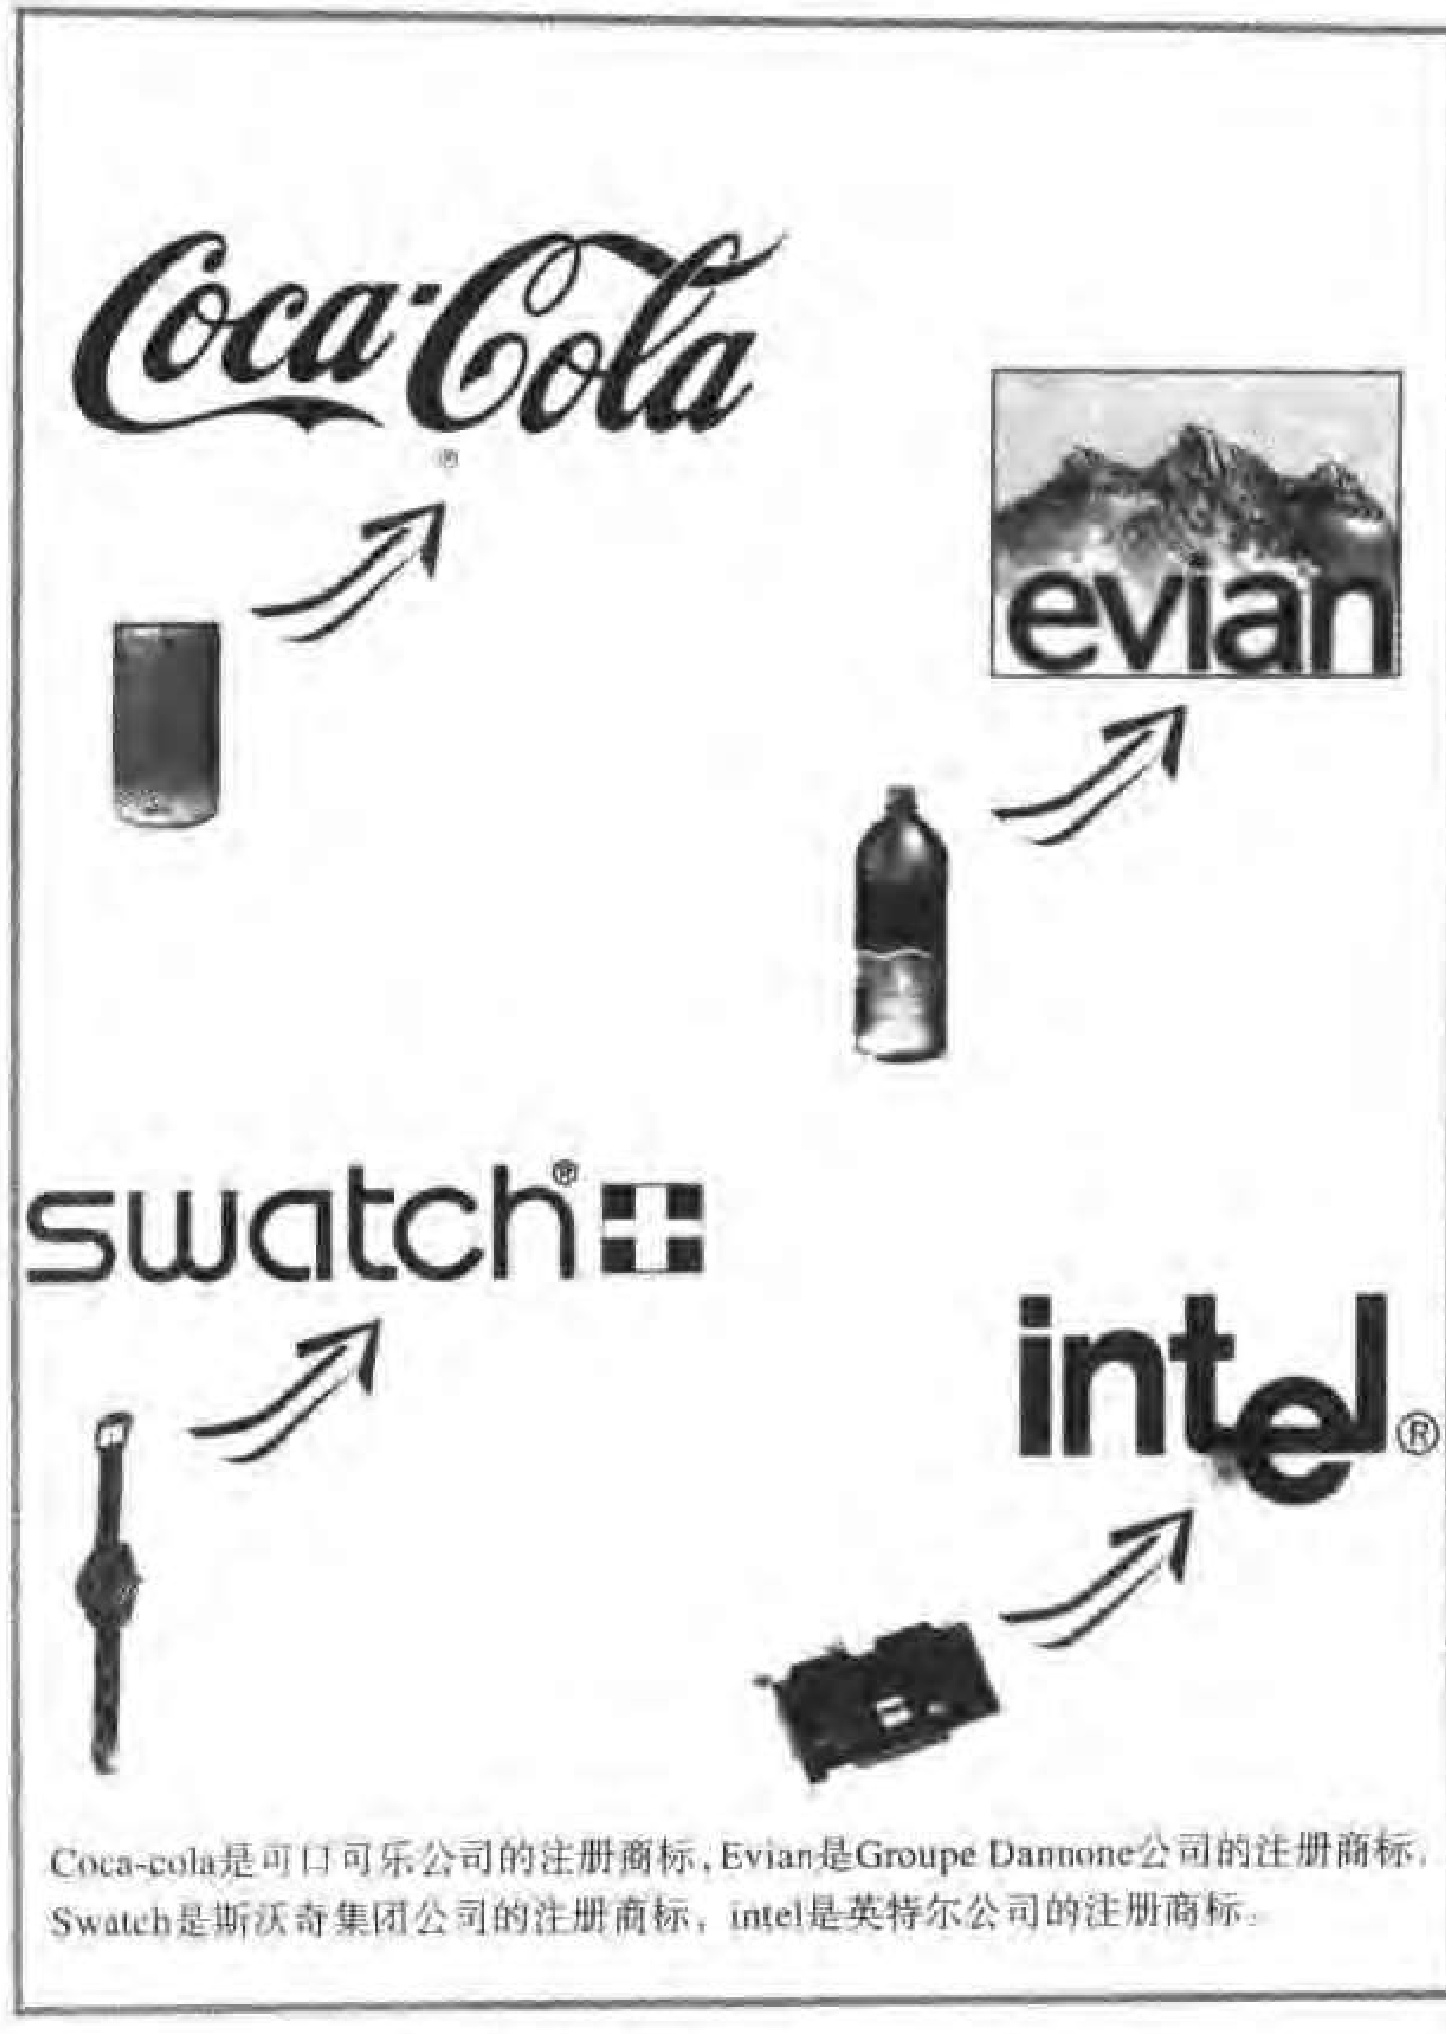 Coca-Cola
®
evian
swatch®
intel®
Coca-cola是可口可乐公司的注册商标,Evian是Groupe Dannone公司的注册商标,
Swatch是斯沃奇集团公司的注册商标,intel是英特尔公司的注册商标.